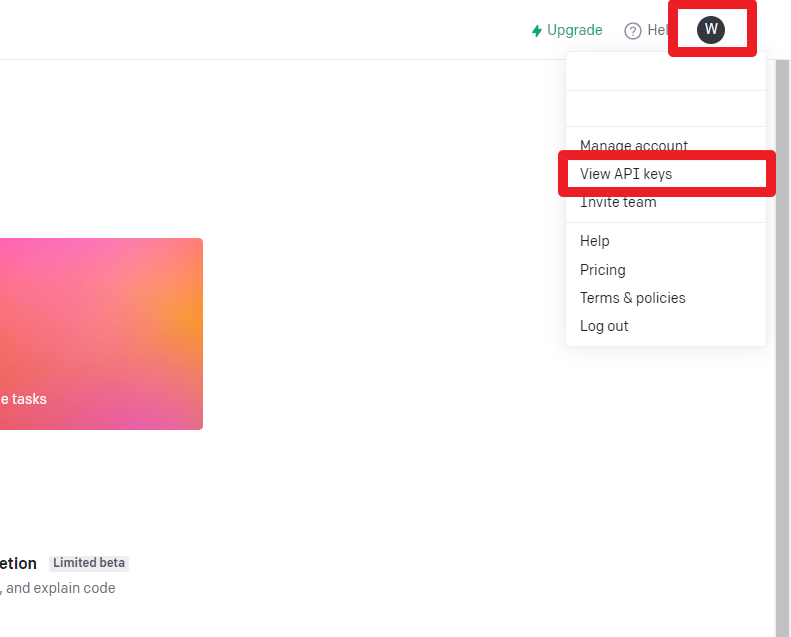 Upgrade
Hel
W
Manage account
View API keys
Invite team
Help
Pricing
Terms & policies
Log out
e tasks
etion Limited beta
, and explain code